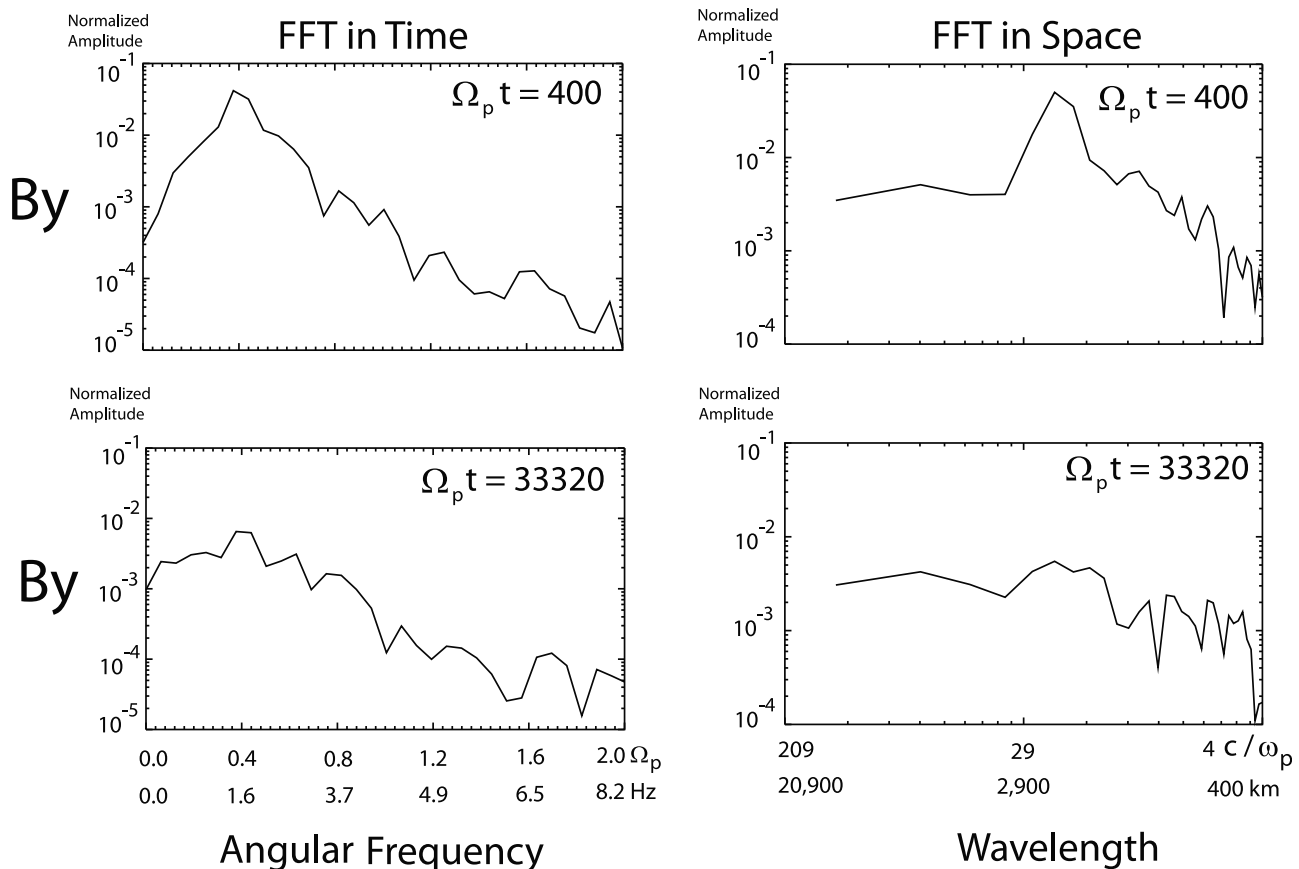 Normalized
Amplitude
FFT in Time
10-1
10-2
10-3
10-4
10-5
Ωp t = 400
By
Normalized
Amplitude
FFT in Space
10-1
10-2
10-3
10-4
Ωp t = 400
Normalized
Amplitude
10-1
10-2
10-3
10-4
10-5
Ωp t = 33320
By
0.0 0.4 0.8 1.2 1.6 2.0 Ωp
0.0 1.6 3.7 4.9 6.5 8.2 Hz
Angular Frequency
Normalized
Amplitude
10-1
10-2
10-3
10-4
Ωp t = 33320
209 29 4 c / ωp
20,900 2,900 400 km
Wavelength